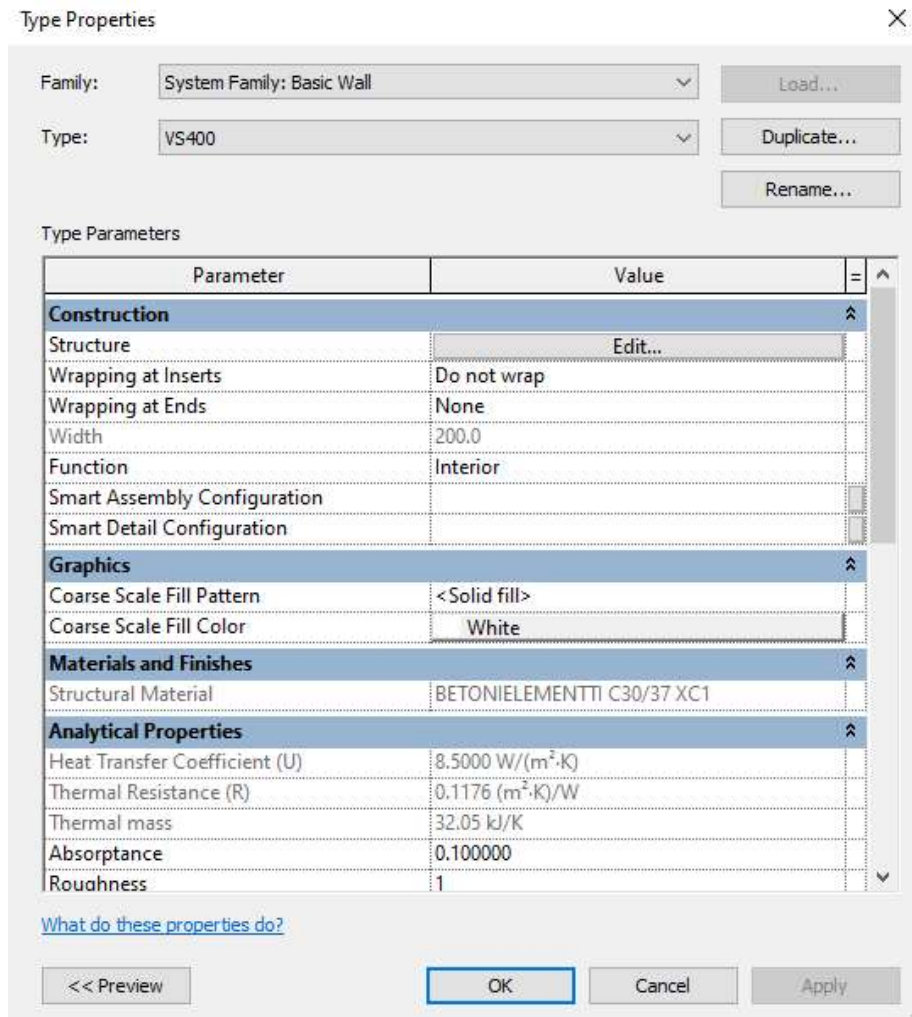 Type Properties
Family: System Family: Basic Wall Load...
Type: VS400 Duplicate...
Rename...
Type Parameters
Parameter Value =
Construction
Structure Edit...
Wrapping at Inserts Do not wrap
Wrapping at Ends None
Width 200.0
Function Interior
Smart Assembly Configuration
Smart Detail Configuration
Graphics
Coarse Scale Fill Pattern <Solid fill>
Coarse Scale Fill Color White
Materials and Finishes
Structural Material BETONIELEMENTTI C30/37 XC1
Analytical Properties
Heat Transfer Coefficient (U) 8.5000 W/(m²·K)
Thermal Resistance (R) 0.1176 (m²·K)/W
Thermal mass 32.05 kJ/K
Absorptance 0.100000
Roughness 1
What do these properties do?
<< Preview OK Cancel Apply